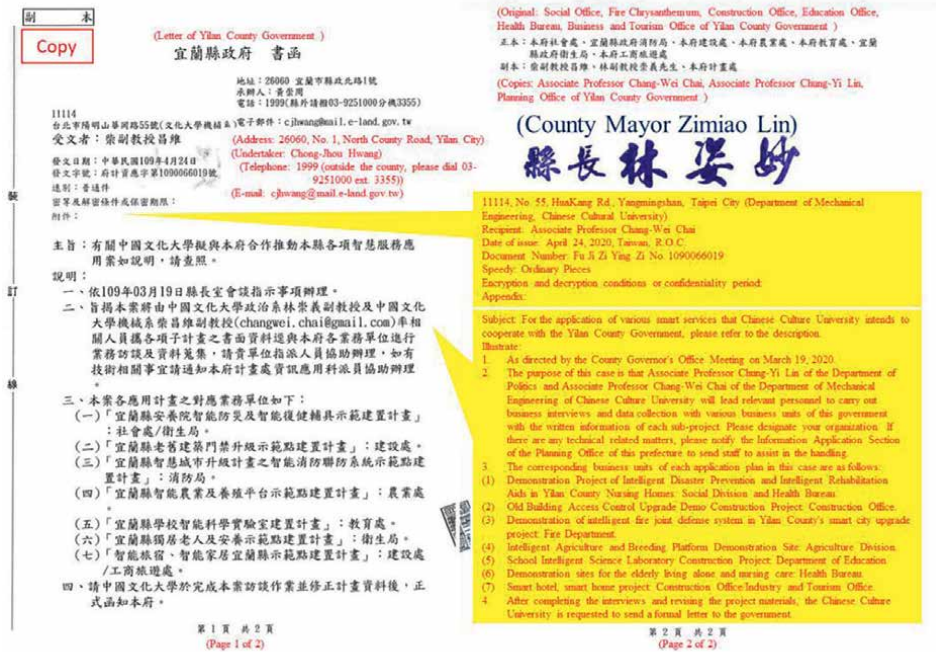 副 本
Copy
(Letter of Yilan County Government )
宜蘭縣政府 書函
地址：26060 宜蘭市縣政北路1號
承辦人：黃崇周
電話：1999(縣外請撥03-9251000分機3355)
電子郵件：cjhwang@mail.e-land.gov.tw
11114
台北市陽明山華岡路55號(文化大學機械系)
受文者：柴副教授昌維
(Address: 26060, No. 1, North County Road, Yilan City)
(Undertaker: Chong-Jhou Hwang)
(Telephone: 1999 (outside the county, please dial 03-
9251000 ext. 3355))
(E-mail: cjhwang@mail.e-land.gov.tw)
發文日期：中華民國109年4月24日
發文字號：府計資應字第1090066019號
速別：普通件
密等及解密條件或保密期限：
附件：
主旨：有關中國文化大學擬與本府合作推動本縣各項智慧服務應
用案如說明，請查照。
說明：
一、依109年03月19日縣長室會談指示事項辦理。
二、旨揭本案將由中國文化大學政治系林崇義副教授及中國文化
大學機械系柴昌維副教授(changwei.chai@gmail.com)率相
關人員攜各項子計畫之書面資料逕與本府各業務單位進行
業務訪談及資料蒐集，請貴單位指派人員協助辦理，如有
技術相關事宜請通知本府計畫處資訊應用科派員協助辦理
。
三、本案各應用計畫之對應業務單位如下：
(一)「宜蘭縣安養院智能防災及智能復健輔具示範建置計畫」
：社會處/衛生局。
(二)「宜蘭縣老舊建築門禁升級示範點建置計畫」：建設處。
(三)「宜蘭縣智慧城市升級計畫之智能消防聯防系統示範點建
置計畫」：消防局。
(四)「宜蘭縣智能農業及養殖平台示範點建置計畫」：農業處
。
(五)「宜蘭縣學校智能科學實驗室建置計畫」：教育處。
(六)「宜蘭縣獨居老人及安養示範點建置計畫」：衛生局。
(七)「智能旅宿、智能家居宜蘭縣示範點建置計畫」：建設處
/工商旅遊處。
四、請中國文化大學於完成本案訪談作業並修正計畫資料後，正
式函知本府。
裝
訂
線
第 1 頁 共 2 頁
(Page 1 of 2)
(Original: Social Office, Fire Chrysanthemum, Construction Office, Education Office,
Health Bureau, Business and Tourism Office of Yilan County Government )
正本：本府社會處、宜蘭縣政府消防局、本府建設處、本府農業處、本府教育處、宜蘭
縣政府衛生局、本府工商旅遊處
副本：柴副教授昌維、林副教授崇義先生、本府計畫處
(Copies: Associate Professor Chang-Wei Chai, Associate Professor Chang-Yi Lin,
Planning Office of Yilan County Government )
(County Mayor Zimiao Lin)
縣長 林姿妙
11114, No. 55, HuaKang Rd., Yangmingshan, Taipei City (Department of Mechanical
Engineering, Chinese Cultural University)
Recipient: Associate Professor Chang-Wei Chai
Date of issue: April 24, 2020, Taiwan, R.O.C.
Document Number: Fu Ji Zi Ying Zi No. 1090066019
Speedy: Ordinary Pieces
Encryption and decryption conditions or confidentiality period:
Appendix:
Subject: For the application of various smart services that Chinese Culture University intends to
cooperate with the Yilan County Government, please refer to the description.
Illustrate:
1. As directed by the County Governor's Office Meeting on March 19, 2020.
2. The purpose of this case is that Associate Professor Chung-Yi Lin of the Department of
Politics and Associate Professor Chang-Wei Chai of the Department of Mechanical
Engineering of Chinese Culture University will lead relevant personnel to carry out
business interviews and data collection with various business units of this government
with the written information of each sub-project. Please designate your organization. If
there are any technical related matters, please notify the Information Application Section
of the Planning Office of this prefecture to send staff to assist in the handling.
3. The corresponding business units of each application plan in this case are as follows:
(1) Demonstration Project of Intelligent Disaster Prevention and Intelligent Rehabilitation
Aids in Yilan County Nursing Homes: Social Division and Health Bureau
(2) Old Building Access Control Upgrade Demo Construction Project: Construction Office.
(3) Demonstration of intelligent fire joint defense system in Yilan County's smart city upgrade
project: Fire Department.
(4) Intelligent Agriculture and Breeding Platform Demonstration Site: Agriculture Division.
(5) School Intelligent Science Laboratory Construction Project: Department of Education
(6) Demonstration sites for the elderly living alone and nursing care: Health Bureau
(7) Smart hotel, smart home project: Construction Office/Industry and Tourism Office.
4. After completing the interviews and revising the project materials, the Chinese Culture
University is requested to send a formal letter to the government.
第 2 頁 共 2 頁
(Page 2 of 2)